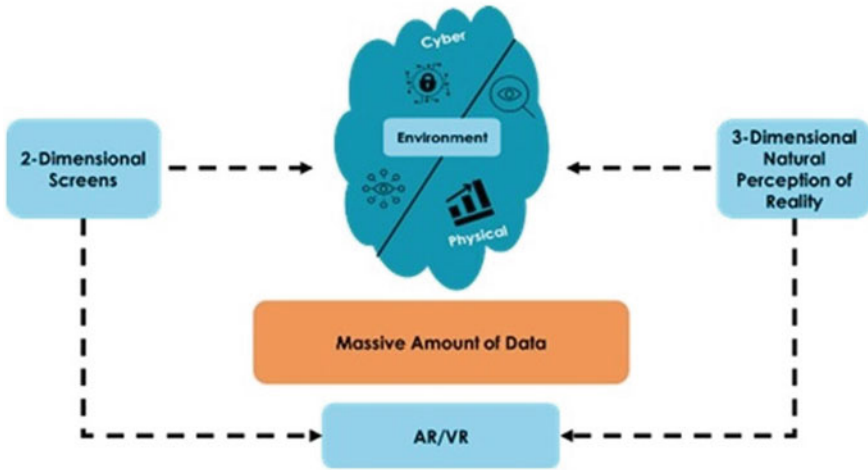 Cyber
Environment
Physical
2-Dimensional
Screens
3-Dimensional
Natural
Perception of
Reality
Massive Amount of Data
AR/VR